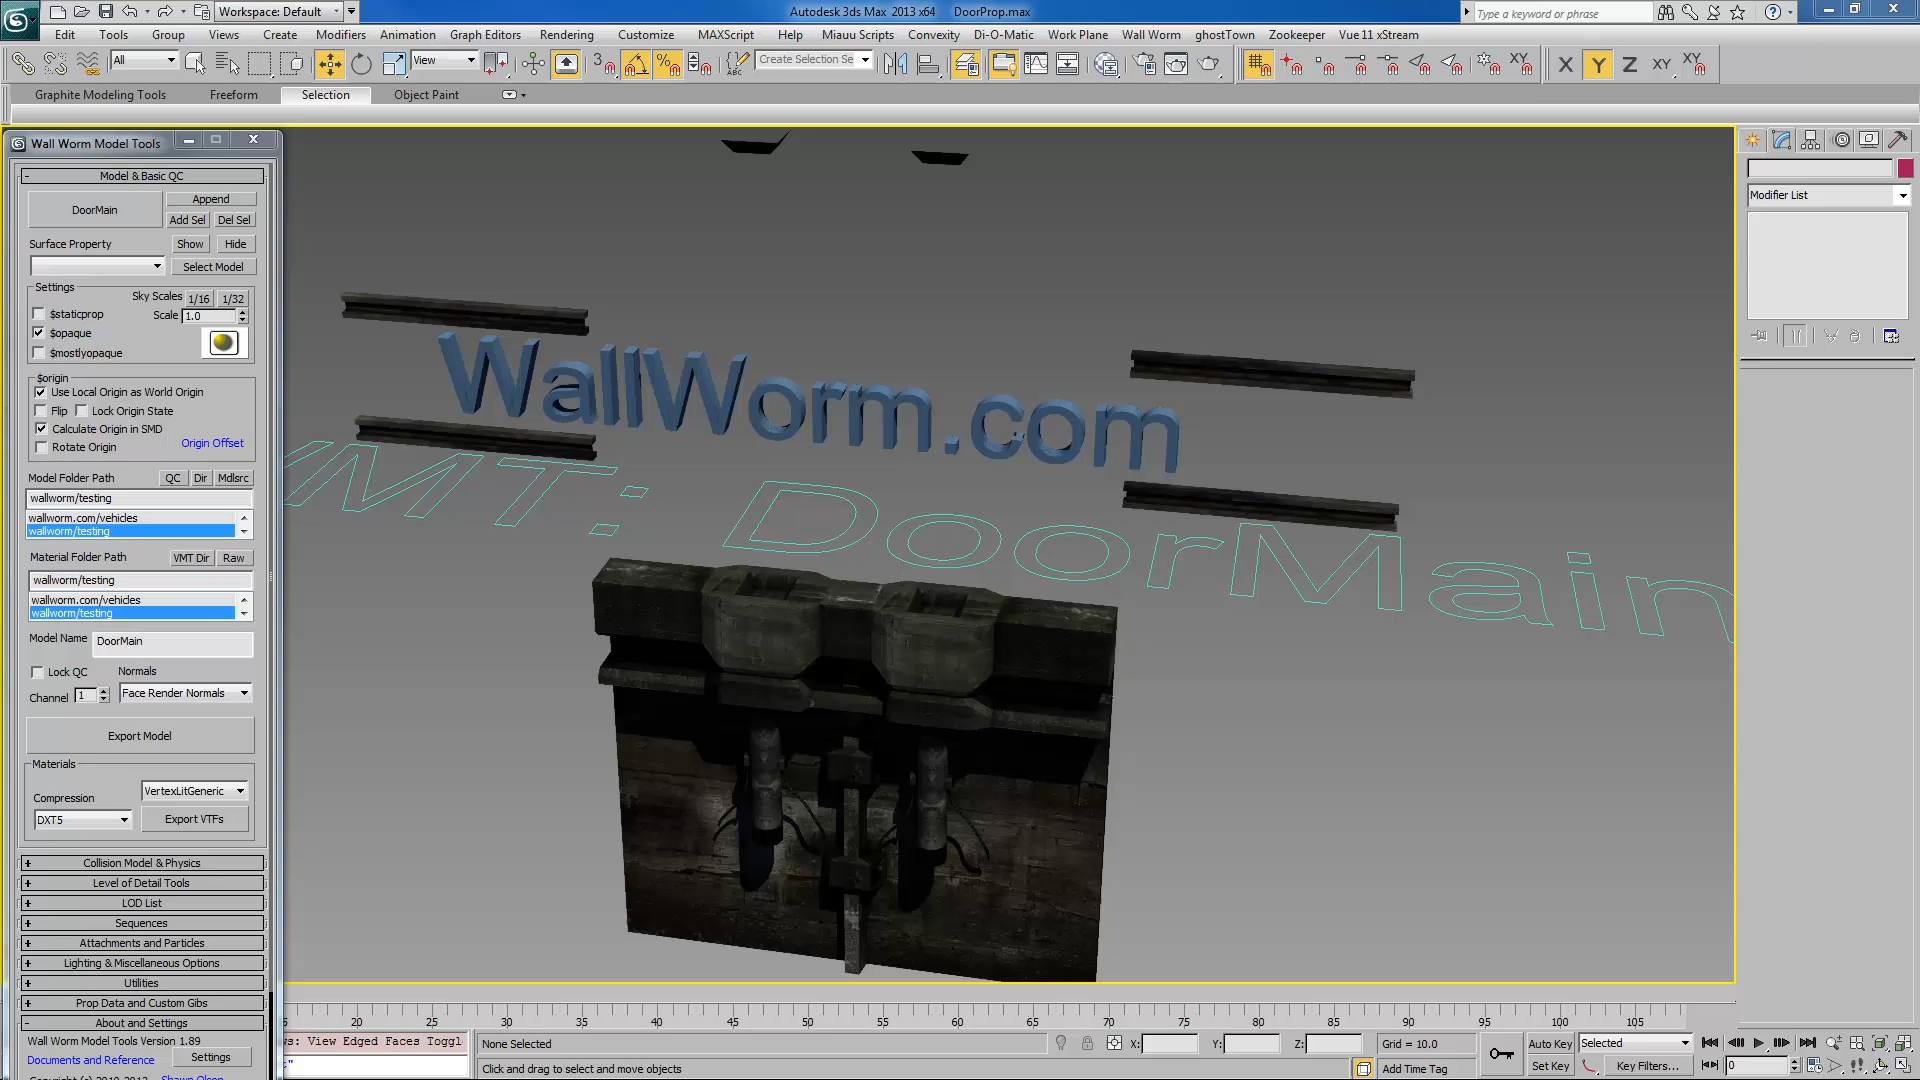 Workspace: Default
Autodesk 3ds Max 2013 x64 DoorProp.max
Type a keyword or phrase
Edit Tools Group Views Create Modifiers Animation Graph Editors Rendering Customize MAXScript Help Miauu Scripts Convexity Di-O-Matic Work Plane Wall Worm ghostTown Zookeeper Vue 11 xStream
All View 3 % ABC Create Selection Se X Y Z XY XY
Graphite Modeling Tools Freeform Selection Object Paint
Wall Worm Model Tools
- Model & Basic QC
DoorMain Append
Add Sel Del Sel
Surface Property Show Hide
Select Model
Settings
Sky Scales 1/16 1/32
$staticprop Scale 1.0
$opaque
$mostlyopaque
$origin
Use Local Origin as World Origin
Flip Lock Origin State
Calculate Origin in SMD
Rotate Origin Origin Offset
Model Folder Path QC Dir Mdlsrc
wallworm/testing
wallworm.com/vehicles
wallworm/testing
Material Folder Path VMT Dir Raw
wallworm/testing
wallworm.com/vehicles
wallworm/testing
Model Name DoorMain
Lock QC Normals
Channel 1 Face Render Normals
Export Model
Materials
Compression VertexLitGeneric
DXT5 Export VTFs
+ Collision Model & Physics
+ Level of Detail Tools
+ LOD List
+ Sequences
+ Attachments and Particles
+ Lighting & Miscellaneous Options
+ Utilities
+ Prop Data and Custom Gibs
- About and Settings
Wall Worm Model Tools Version 1.89
Documents and Reference Settings
WallWorm.com
MT: DoorMain
Modifier List
20 25 30 35 40 45 50 55 60 65 70 75 80 85 90 95 100 105
s: View Edged Faces Toggl
None Selected X: Y: Z: Grid = 10.0 Auto Key Selected
Click and drag to select and move objects Add Time Tag Set Key Key Filters... 0